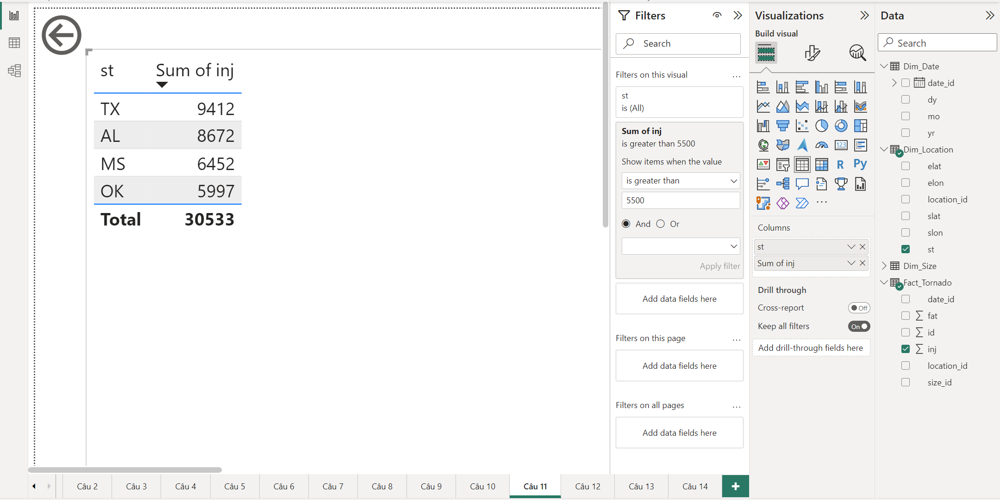 st Sum of inj
TX 9412
AL 8672
MS 6452
OK 5997
Total 30533
Filters
Search
Filters on this visual ...
st
is (All)
Sum of inj
is greater than 5500
Show items when the value
is greater than
5500
And Or
Apply filter
Add data fields here
Filters on this page ...
Add data fields here
Filters on all pages ...
Add data fields here
Visualizations
Build visual
123
R Py
...
Columns
st
Sum of inj
Drill through
Cross-report Off
Keep all filters On
Add drill-through fields here
Data
Search
Dim_Date
date_id
dy
mo
yr
Dim_Location
elat
elon
location_id
slat
slon
st
Dim_Size
Fact_Tornado
date_id
∑ fat
∑ id
∑ inj
location_id
size_id
Câu 2 Câu 3 Câu 4 Câu 5 Câu 6 Câu 7 Câu 8 Câu 9 Câu 10 Câu 11 Câu 12 Câu 13 Câu 14 +